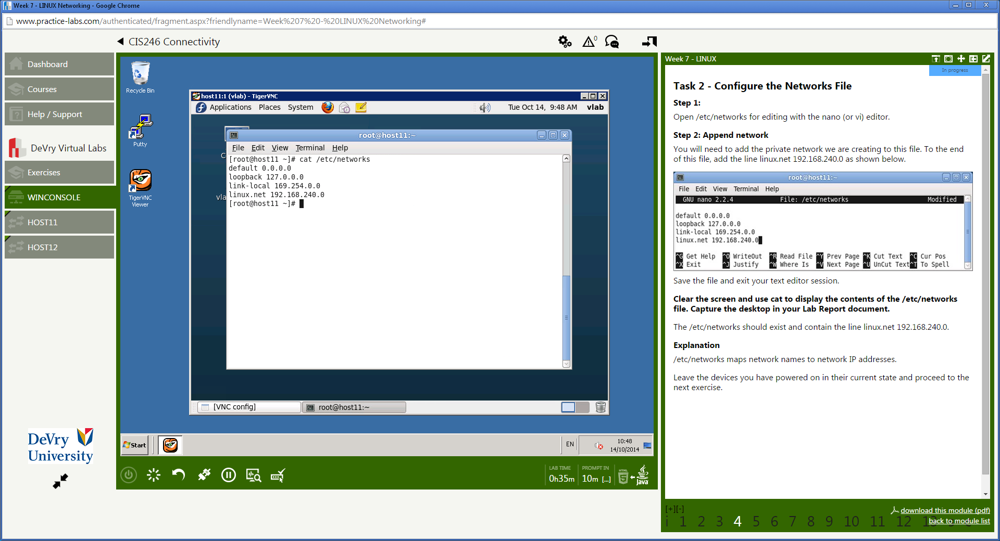 Week 7 - LINUX Networking - Google Chrome
www.practice-labs.com/authenticated/fragment.aspx?friendlyname=Week%207%20-%20LINUX%20Networking#
CIS246 Connectivity
0
Dashboard
Courses
Help / Support
DeVry Virtual Labs
Exercises
WINCONSOLE
HOST11
HOST12
DeVry
University
Recycle Bin
Putty
TigerVNC
Viewer
host11:1 (vlab) - TigerVNC
Applications Places System
Tue Oct 14, 9:48 AM vlab
C
vla
root@host11:~
File Edit View Terminal Help
[root@host11 ~]# cat /etc/networks
default 0.0.0.0
loopback 127.0.0.0
link-local 169.254.0.0
linux.net 192.168.240.0
[root@host11 ~]#
[VNC config]
root@host11:~
Start
EN
10:48
14/10/2014
LAB TIME
0h35m
PROMPT IN
10m [...]
HTML
5
Java
Week 7 - LINUX
In progress
Task 2 - Configure the Networks File
Step 1:
Open /etc/networks for editing with the nano (or vi) editor.
Step 2: Append network
You will need to add the private network we are creating to this file. To the end
of this file, add the line linux.net 192.168.240.0 as shown below.
root@host11:~
File Edit View Terminal Help
GNU nano 2.2.4 File: /etc/networks Modified
default 0.0.0.0
loopback 127.0.0.0
link-local 169.254.0.0
linux.net 192.168.240.0
^G Get Help ^O WriteOut ^R Read File ^Y Prev Page ^K Cut Text ^C Cur Pos
^X Exit ^J Justify ^W Where Is ^V Next Page ^U UnCut Text ^T To Spell
Save the file and exit your text editor session.
Clear the screen and use cat to display the contents of the /etc/networks
file. Capture the desktop in your Lab Report document.
The /etc/networks should exist and contain the line linux.net 192.168.240.0.
Explanation
/etc/networks maps network names to network IP addresses.
Leave the devices you have powered on in their current state and proceed to the
next exercise.
[+][-]
download this module (pdf)
i 1 2 3 4 5 6 7 8 9 10 11 12 13
back to module list